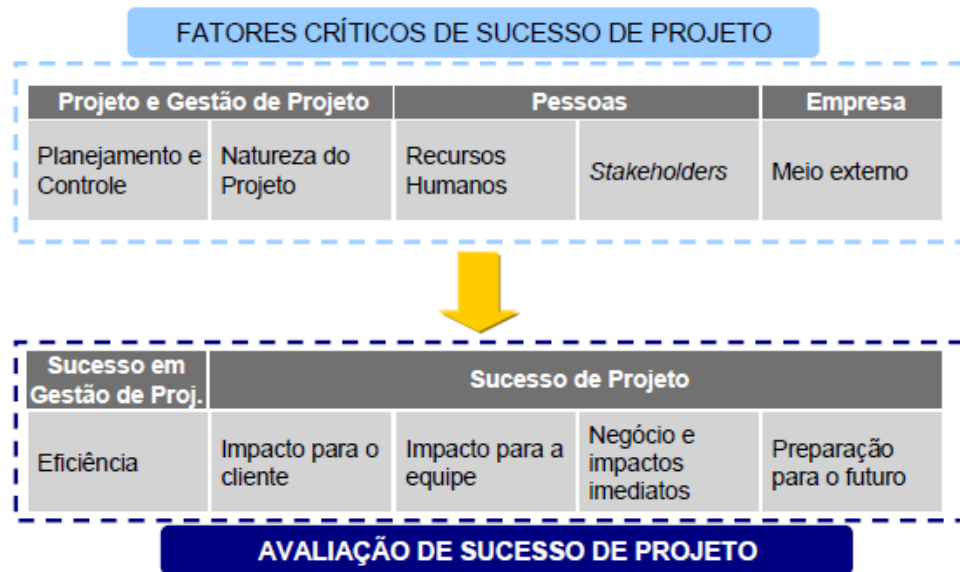 FATORES CRÍTICOS DE SUCESSO DE PROJETO
Projeto e Gestão de Projeto
Pessoas
Empresa
Planejamento e
Controle
Natureza do
Projeto
Recursos
Humanos
Stakeholders
Meio externo
Sucesso em
Gestão de Proj.
Sucesso de Projeto
Eficiência
Impacto para o
cliente
Impacto para a
equipe
Negócio e
impactos
imediatos
Preparação
para o futuro
AVALIAÇÃO DE SUCESSO DE PROJETO